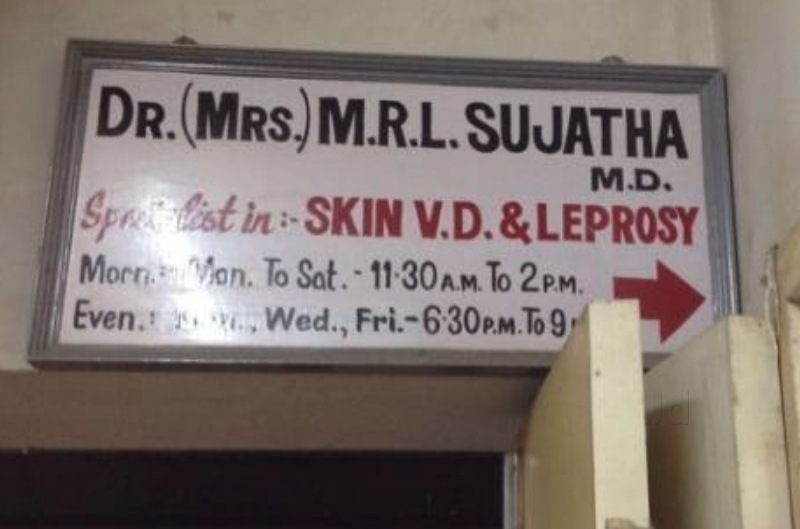 DR. (MRS.) M.R.L. SUJATHA
M.D.
Specialist in :- SKIN V.D. & LEPROSY
Morn. :- Mon. To Sat. - 11·30 A.M. To 2 P.M.
Even. : Wed., Fri. - 6·30 P.M. To 9